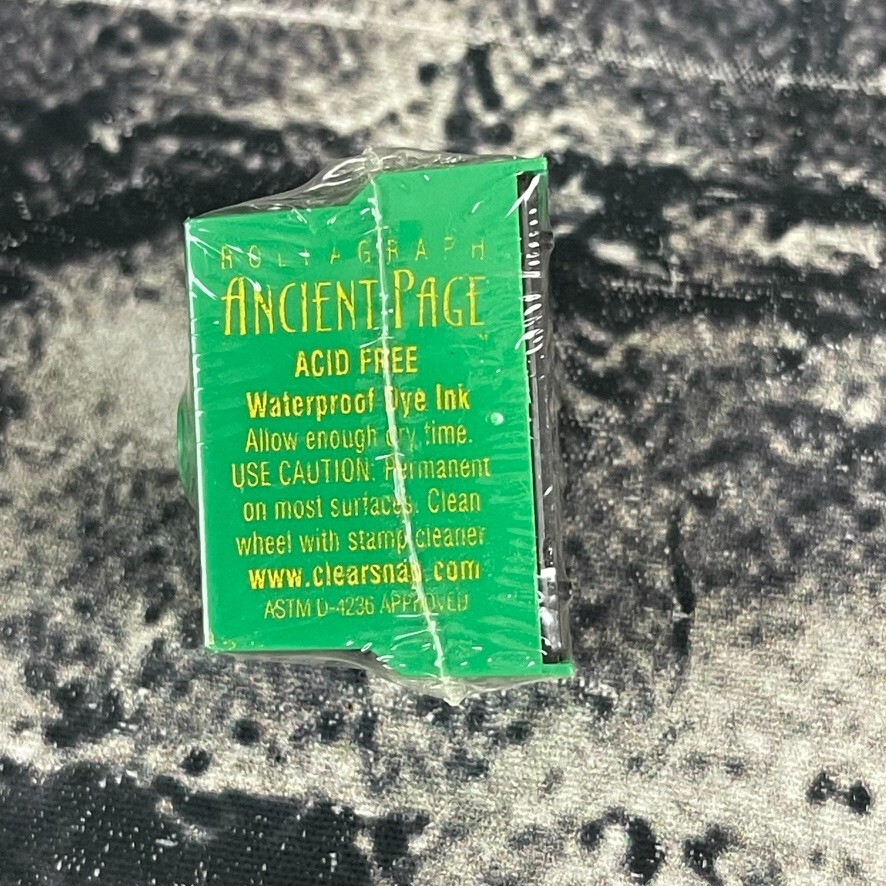 ROLLAGRAPH
ANCIENT PAGE
ACID FREE
Waterproof Dye Ink
Allow enough dry time.
USE CAUTION: Permanent
on most surfaces. Clean
wheel with stamp cleaner
www.clearsnap.com
ASTM D-4236 APPROVED